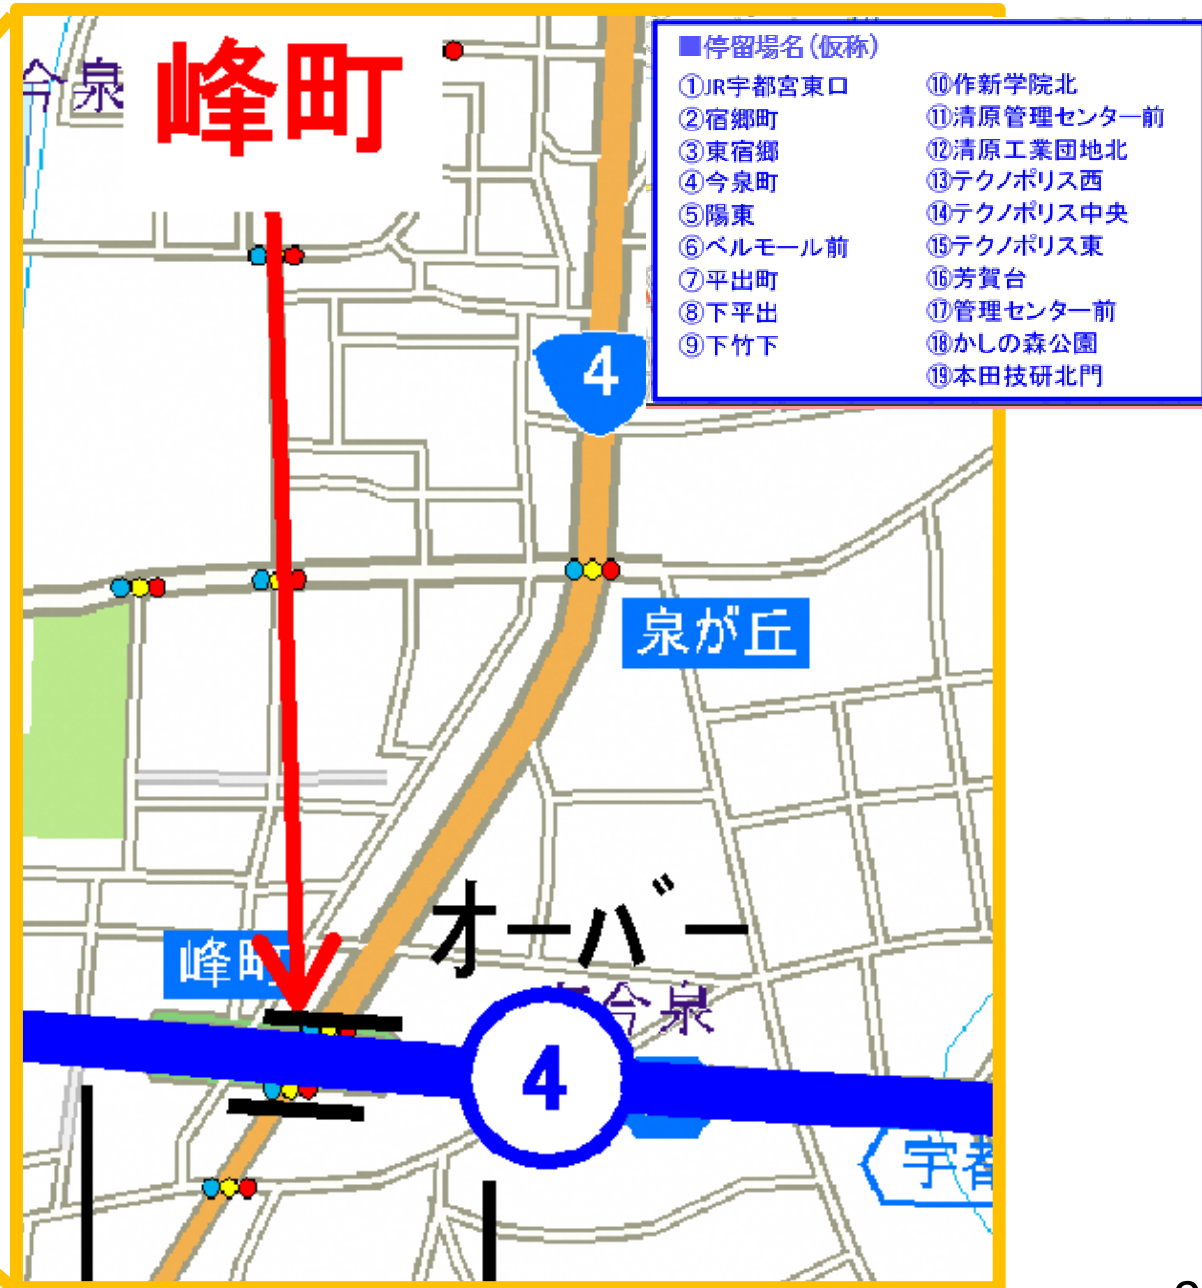 今泉
峰町
■停留場名(仮称)
①JR宇都宮東口
②宿郷町
③東宿郷
④今泉町
⑤陽東
⑥ベルモール前
⑦平出町
⑧下平出
⑨下竹下
⑩作新学院北
⑪清原管理センター前
⑫清原工業団地北
⑬テクノポリス西
⑭テクノポリス中央
⑮テクノポリス東
⑯芳賀台
⑰管理センター前
⑱かしの森公園
⑲本田技研北門
4
泉が丘
オーバー
峰町
今泉
4
宇都